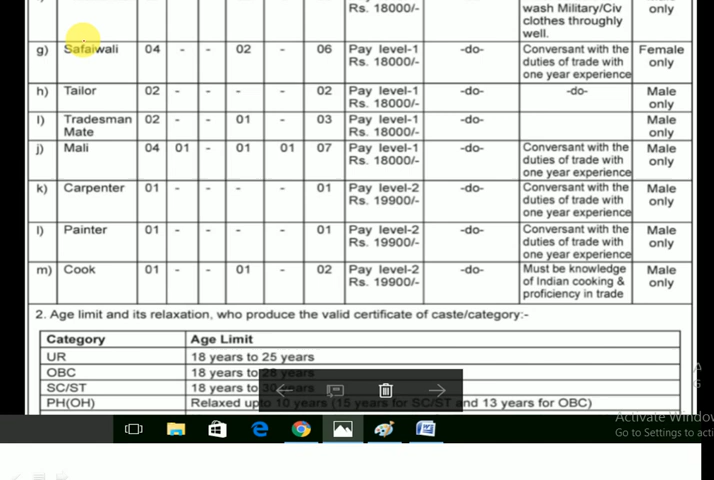 wash Military/Civ only
clothes throughly
well.
g) Safaiwali 04 - - 02 - 06 Pay level-1 -do- Conversant with the Female
Rs. 18000/- duties of trade with only
one year experience
h) Tailor 02 - - - - 02 Pay level-1 -do- -do- Male
Rs. 18000/- only
I) Tradesman 02 - - 01 - 03 Pay level-1 -do- Male
Mate Rs. 18000/- only
j) Mali 04 01 - 01 01 07 Pay level-1 -do- Conversant with the Male
Rs. 18000/- duties of trade with only
one year experience
k) Carpenter 01 - - - - 01 Pay level-2 -do- Conversant with the Male
Rs. 19900/- duties of trade with only
one year experience
l) Painter 01 - - - - 01 Pay level-2 -do- Conversant with the Male
Rs. 19900/- duties of trade with only
one year experience
m) Cook 01 - - 01 - 02 Pay level-2 -do- Must be knowledge Male
Rs. 19900/- of Indian cooking & only
proficiency in trade
2. Age limit and its relaxation, who produce the valid certificate of caste/category:-
Category Age Limit
UR 18 years to 25 years
OBC 18 years to 28 years
SC/ST 18 years to 30 years
PH(OH) Relaxed upto 10 years (15 years for SC/ST and 13 years for OBC)
Activate Window
Go to Settings to acti